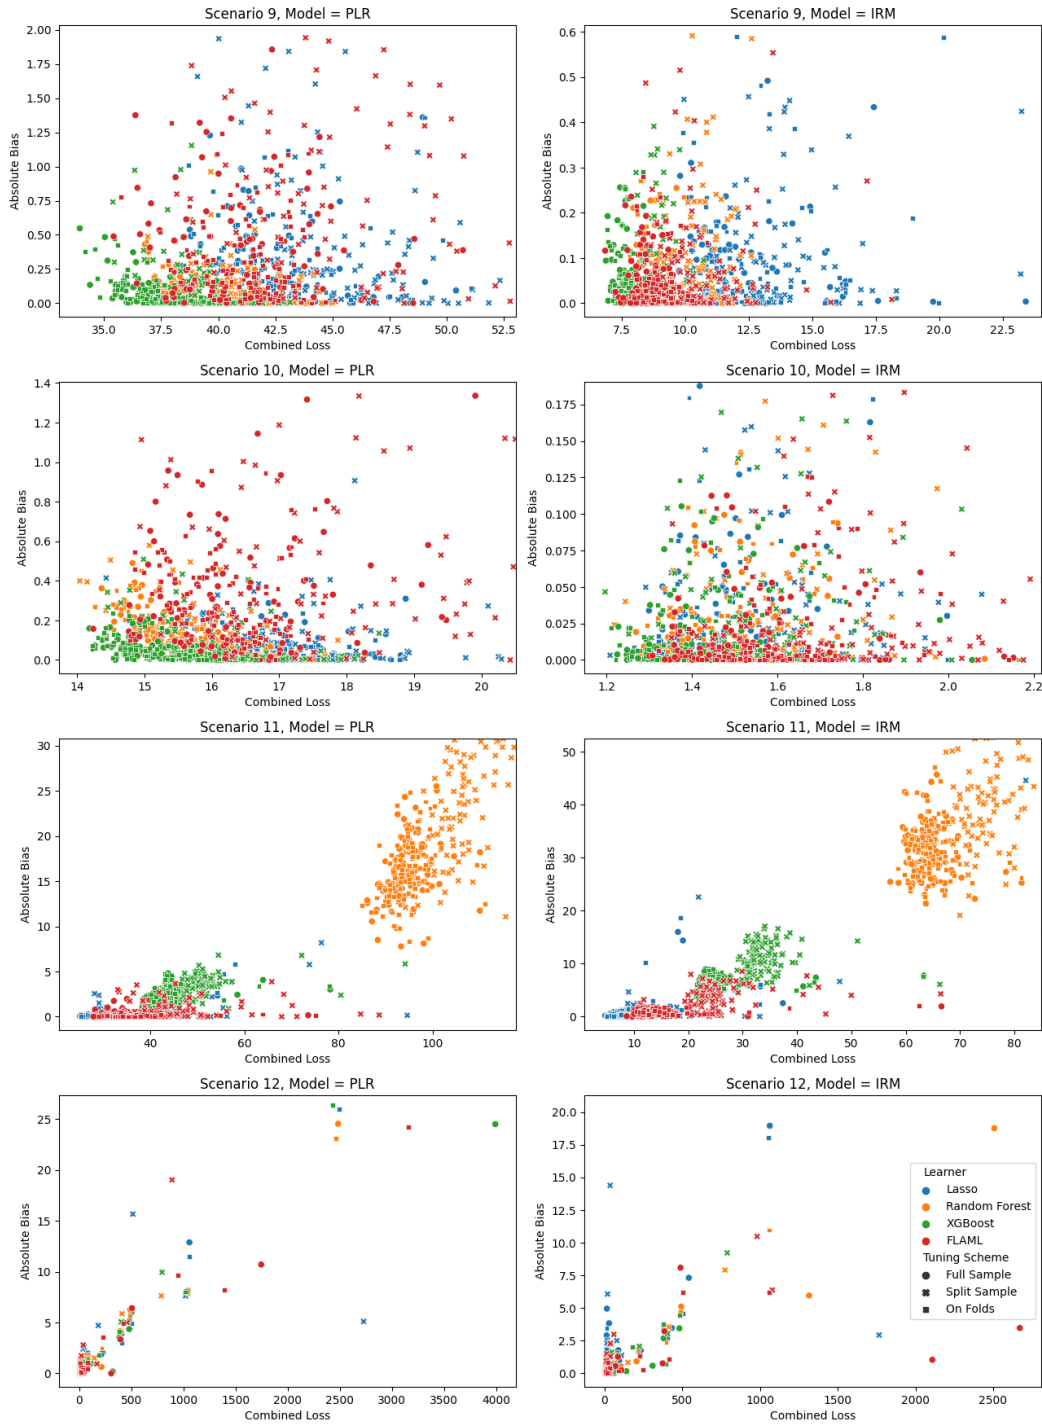 Scenario 9, Model = PLR
Absolute Bias
2.00
1.75
1.50
1.25
1.00
0.75
0.50
0.25
0.00
35.0 37.5 40.0 42.5 45.0 47.5 50.0 52.5
Combined Loss
Scenario 9, Model = IRM
Absolute Bias
0.6
0.5
0.4
0.3
0.2
0.1
0.0
7.5 10.0 12.5 15.0 17.5 20.0 22.5
Combined Loss
Scenario 10, Model = PLR
Absolute Bias
1.4
1.2
1.0
0.8
0.6
0.4
0.2
0.0
14 15 16 17 18 19 20
Combined Loss
Scenario 10, Model = IRM
Absolute Bias
0.175
0.150
0.125
0.100
0.075
0.050
0.025
0.000
1.2 1.4 1.6 1.8 2.0 2.2
Combined Loss
Scenario 11, Model = PLR
Absolute Bias
30
25
20
15
10
5
0
40 60 80 100
Combined Loss
Scenario 11, Model = IRM
Absolute Bias
50
40
30
20
10
0
10 20 30 40 50 60 70 80
Combined Loss
Scenario 12, Model = PLR
Absolute Bias
25
20
15
10
5
0
0 500 1000 1500 2000 2500 3000 3500 4000
Combined Loss
Scenario 12, Model = IRM
Absolute Bias
20.0
17.5
15.0
12.5
10.0
7.5
5.0
2.5
0.0
0 500 1000 1500 2000 2500
Combined Loss
Learner
Lasso
Random Forest
XGBoost
FLAML
Tuning Scheme
Full Sample
Split Sample
On Folds